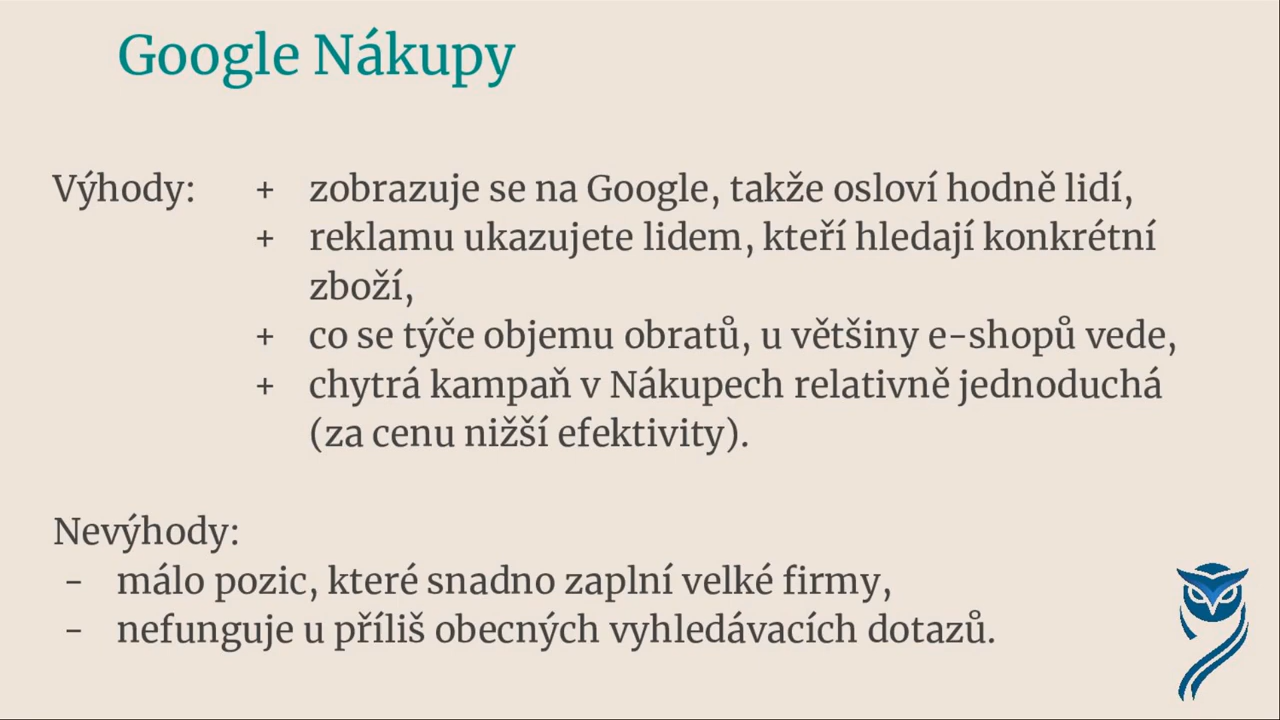 Google Nákupy
Výhody: + zobrazuje se na Google, takže osloví hodně lidí,
+ reklamu ukazujete lidem, kteří hledají konkrétní
zboží,
+ co se týče objemu obratů, u většiny e-shopů vede,
+ chytrá kampaň v Nákupech relativně jednoduchá
(za cenu nižší efektivity).
Nevýhody:
- málo pozic, které snadno zaplní velké firmy,
- nefunguje u příliš obecných vyhledávacích dotazů.